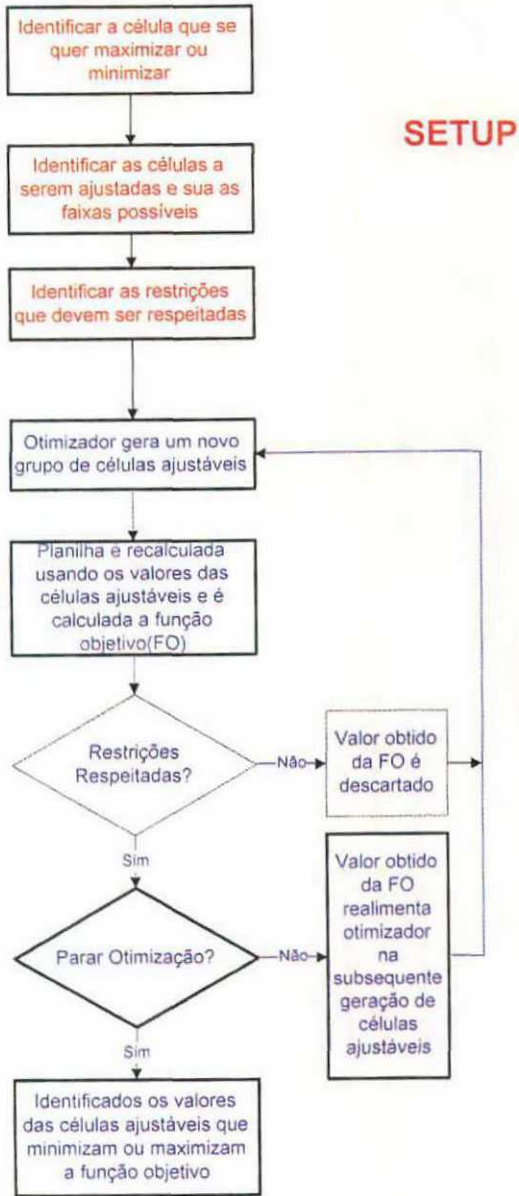 Identificar a célula que se
quer maximizar ou
minimizar
SETUP
Identificar as células a
serem ajustadas e sua as
faixas possíveis
Identificar as restrições
que devem ser respeitadas
Otimizador gera um novo
grupo de células ajustáveis
Planilha é recalculada
usando os valores das
células ajustáveis e é
calculada a função
objetivo(FO)
Restrições
Respeitadas?
Não
Valor obtido
da FO é
descartado
Sim
Parar Otimização?
Não
Valor obtido
da FO
realimenta
otimizador
na
subsequente
geração de
células
ajustáveis
Sim
Identificados os valores
das células ajustáveis que
minimizam ou maximizam
a função objetivo